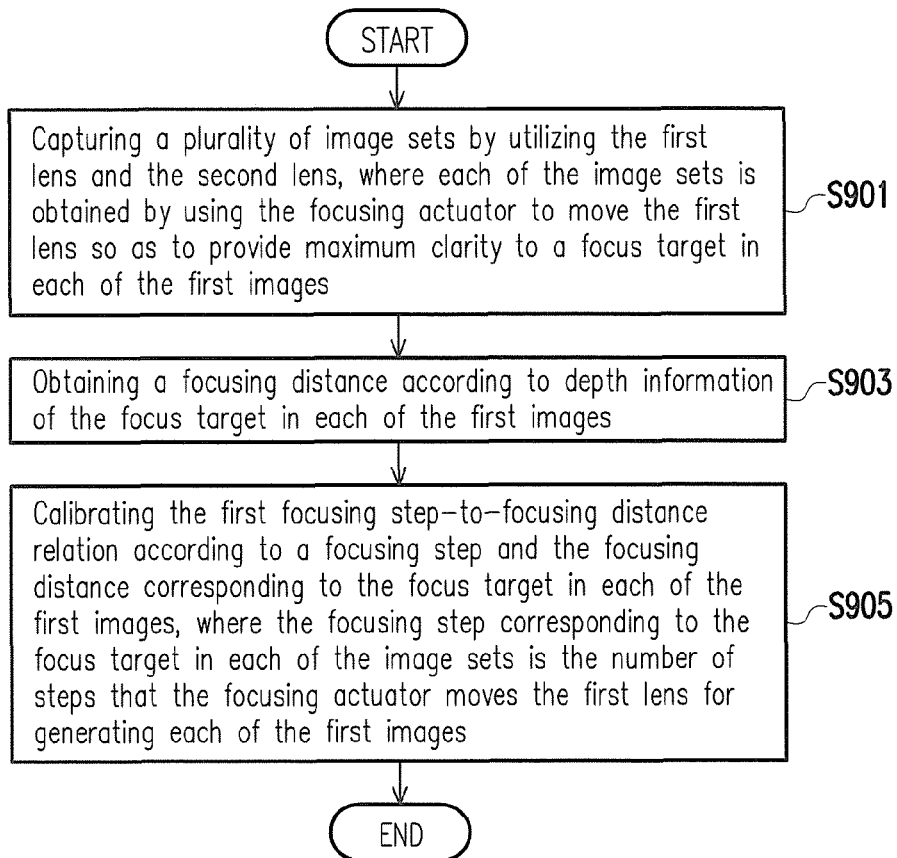 START
Capturing a plurality of image sets by utilizing the first
lens and the second lens, where each of the image sets is
obtained by using the focusing actuator to move the first
lens so as to provide maximum clarity to a focus target in
each of the first images
S901
Obtaining a focusing distance according to depth information
of the focus target in each of the first images
S903
Calibrating the first focusing step-to-focusing distance
relation according to a focusing step and the focusing
distance corresponding to the focus target in each of the
first images, where the focusing step corresponding to the
focus target in each of the image sets is the number of
steps that the focusing actuator moves the first lens for
generating each of the first images
S905
END